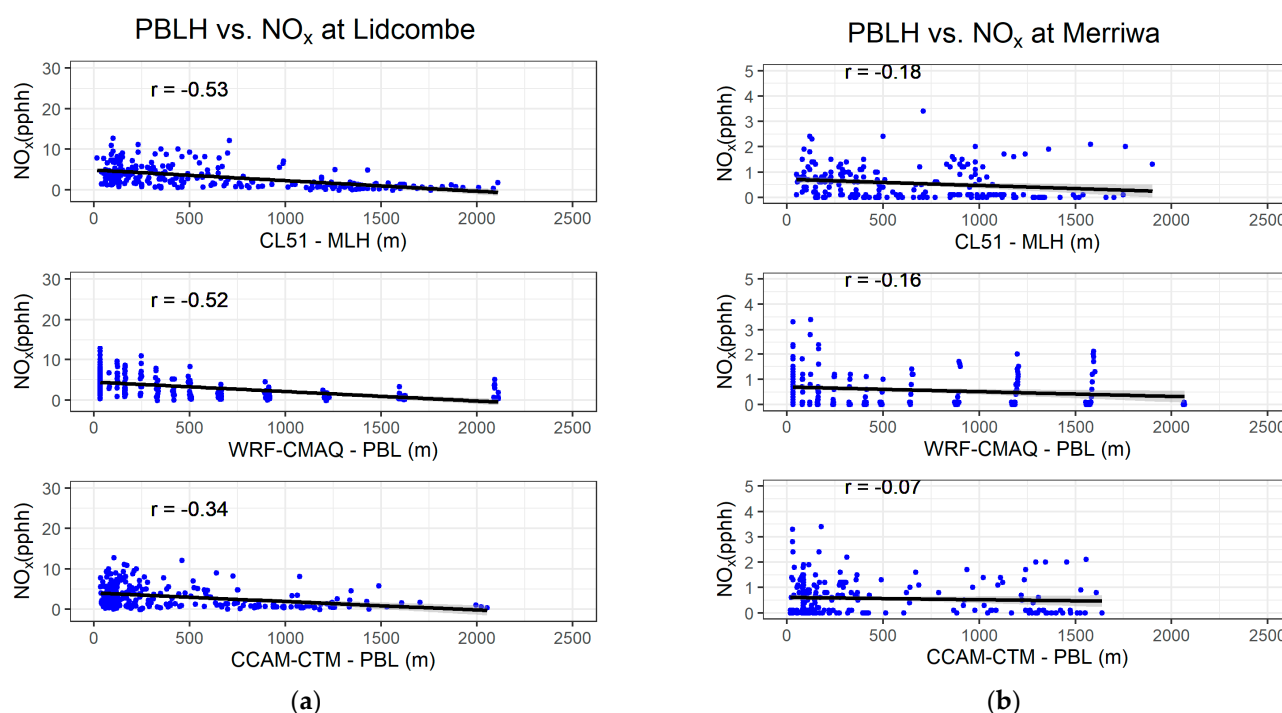 PBLH vs. NOx at Lidcombe
NOx(pphh)
30
20
10
0
r = -0.53
0 500 1000 1500 2000 2500
CL51 - MLH (m)
NOx(pphh)
30
20
10
0
r = -0.52
0 500 1000 1500 2000 2500
WRF-CMAQ - PBL (m)
NOx(pphh)
30
20
10
0
r = -0.34
0 500 1000 1500 2000 2500
CCAM-CTM - PBL (m)
(a)
PBLH vs. NOx at Merriwa
NOx(pphh)
5
4
3
2
1
0
r = -0.18
0 500 1000 1500 2000 2500
CL51 - MLH (m)
NOx(pphh)
5
4
3
2
1
0
r = -0.16
0 500 1000 1500 2000 2500
WRF-CMAQ - PBL (m)
NOx(pphh)
5
4
3
2
1
0
r = -0.07
0 500 1000 1500 2000 2500
CCAM-CTM - PBL (m)
(b)